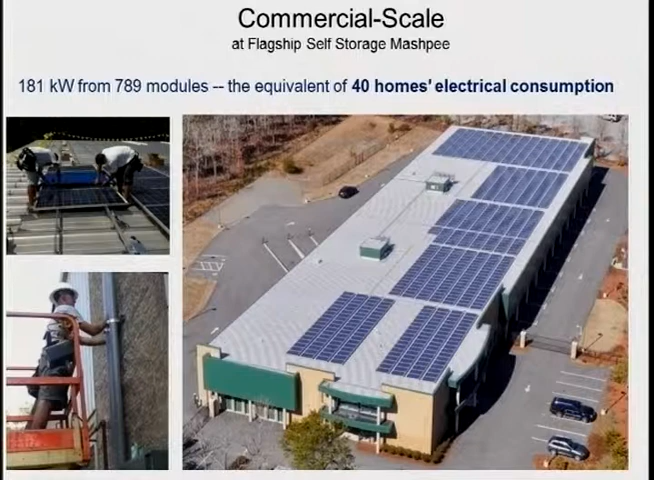 Commercial-Scale
at Flagship Self Storage Mashpee
181 kW from 789 modules -- the equivalent of 40 homes' electrical consumption